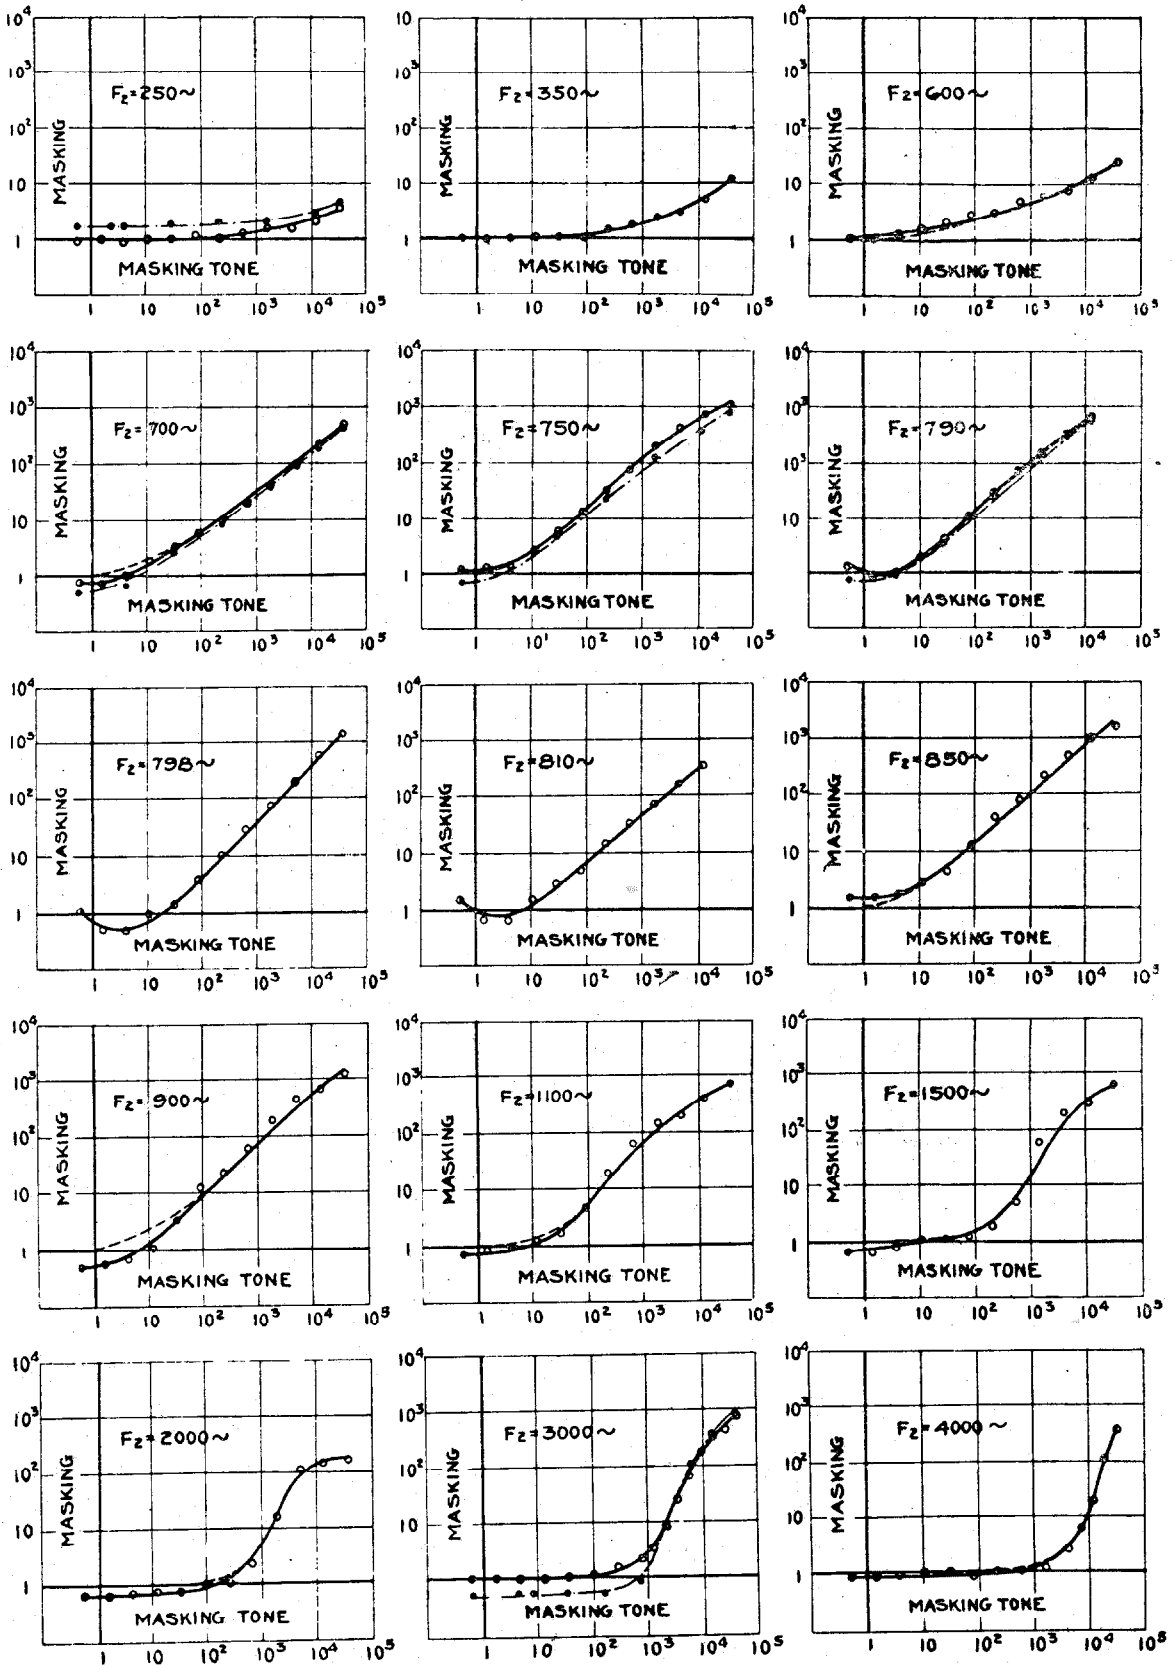 10⁴
10³
F₂=250~
10²
MASKING
10
1
MASKING TONE
1 10 10² 10³ 10⁴ 10⁵
10
10³
F₂=350~
10²
MASKING
10
1
MASKING TONE
1 10 10² 10³ 10⁴ 10⁵
10⁴
10³
F₂=600~
10²
MASKING
10
1
MASKING TONE
1 10 10² 10³ 10⁴ 10⁵
10⁴
10³
F₂=700~
10²
MASKING
10
1
MASKING TONE
1 10 10² 10³ 10⁴ 10⁵
10⁴
10³
F₂=750~
10²
MASKING
10
1
MASKING TONE
1 10¹ 10² 10³ 10⁴ 10⁵
10⁴
10³
F₂=790~
10³
MASKING
10
1
MASKING TONE
1 10 10² 10³ 10⁴ 10⁵
10⁴
10⁵
F₂=798~
10²
MASKING
10
1
MASKING TONE
1 10 10² 10³ 10⁴ 10⁵
10⁴
10³
F₂=810~
10²
MASKING
10
1
MASKING TONE
1 10 10² 10³ 10⁴ 10⁵
10⁴
10³
F₂=850~
10²
MASKING
10
1
MASKING TONE
1 10 10² 10³ 10⁴ 10⁵
10⁴
10³
F₂=900~
10²
MASKING
10
1
MASKING TONE
1 10 10² 10³ 10⁴ 10⁵
10⁴
10³
F₂=1100~
10²
MASKING
10
1
MASKING TONE
1 10 10² 10³ 10⁴ 10⁵
10⁴
10³
F₂=1500~
10²
MASKING
10
1
MASKING TONE
1 10 10² 10³ 10⁴ 10⁵
10⁴
10³
F₂=2000~
10²
MASKING
10
1
MASKING TONE
1 10 10² 10³ 10⁴ 10⁵
10⁴
10³
F₂=3000~
10²
MASKING
10
MASKING TONE
1 10 10² 10³ 10⁴ 10⁵
10⁴
10³
F₂=4000~
10²
MASKING
10
1
MASKING TONE
1 10 10² 10³ 10⁴ 10⁵